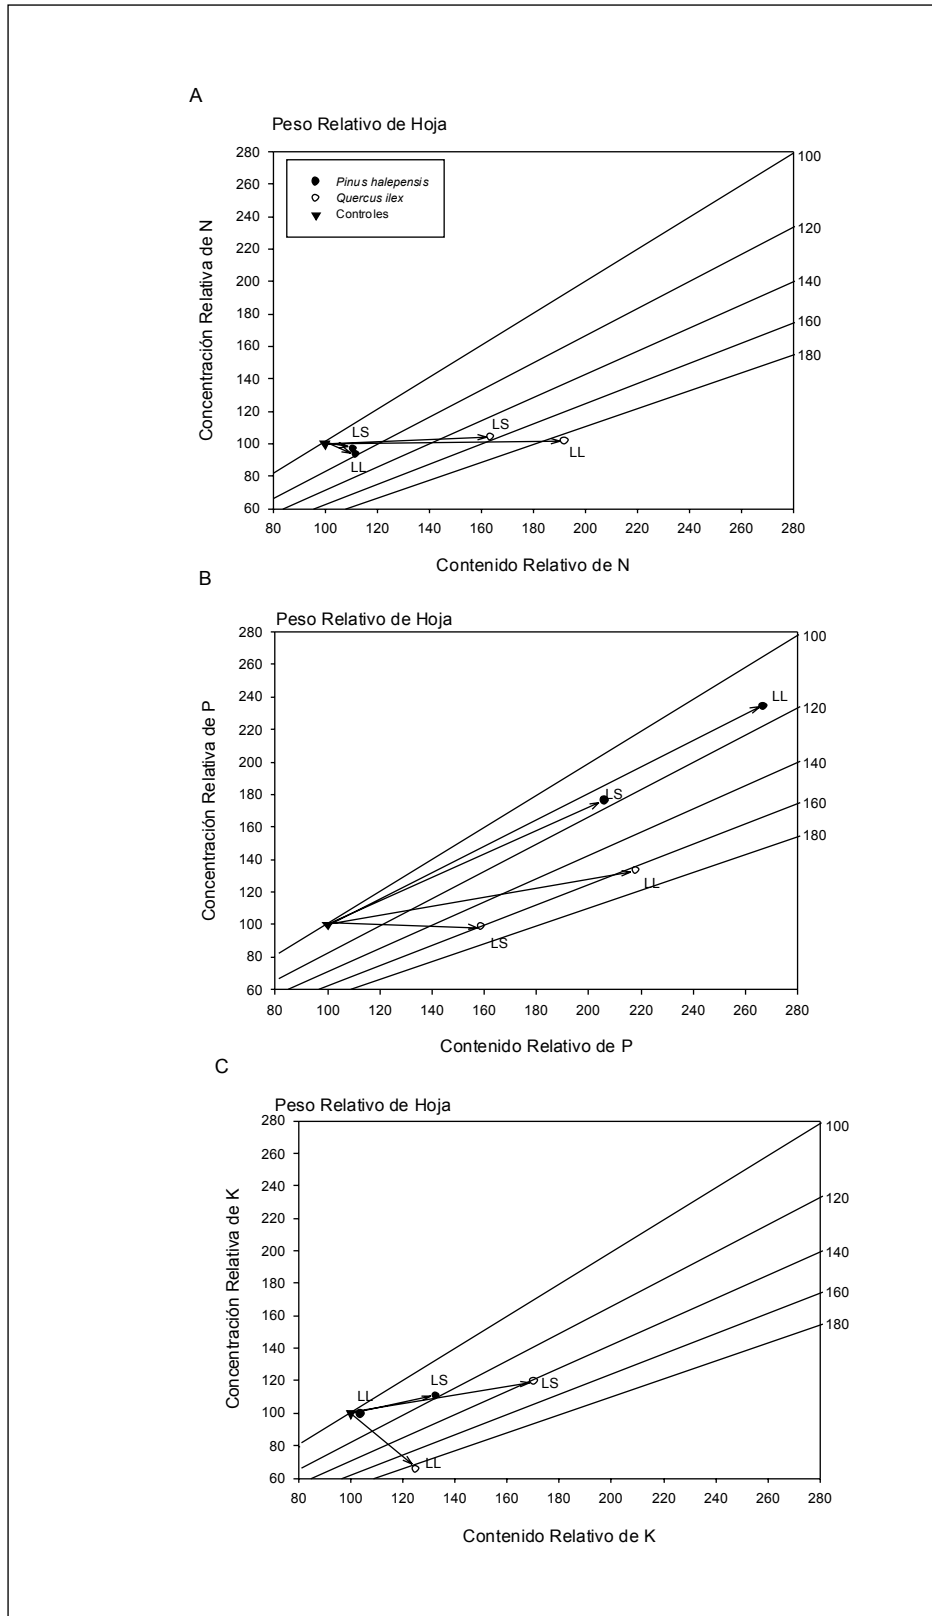 A
Peso Relativo de Hoja
280
260
240
220
200
180
160
140
120
100
80
60
Concentración Relativa de N
Pinus halepensis
Quercus ilex
Controles
100
120
140
160
180
LS
LL
LS
LL
80 100 120 140 160 180 200 220 240 260 280
Contenido Relativo de N
B
Peso Relativo de Hoja
280
260
240
220
200
180
160
140
120
100
80
60
Concentración Relativa de P
100
120
140
160
180
LL
LS
LL
LS
80 100 120 140 160 180 200 220 240 260 280
Contenido Relativo de P
C
Peso Relativo de Hoja
280
260
240
220
200
180
160
140
120
100
80
60
Concentración Relativa de K
100
120
140
160
180
LL
LS
LS
LL
80 100 120 140 160 180 200 220 240 260 280
Contenido Relativo de K